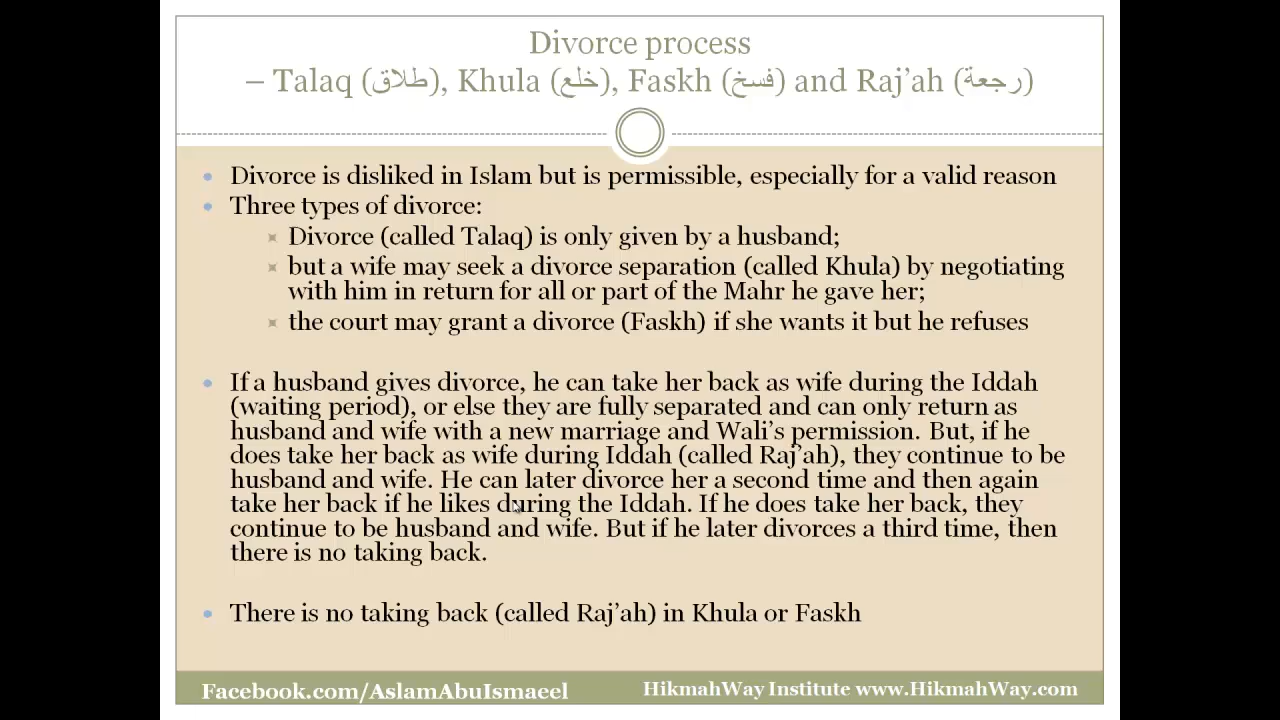 Divorce process
– Talaq (طلاق), Khula (خلع), Faskh (فسخ) and Raj’ah (رجعة)
Divorce is disliked in Islam but is permissible, especially for a valid reason
Three types of divorce:
Divorce (called Talaq) is only given by a husband;
but a wife may seek a divorce separation (called Khula) by negotiating
with him in return for all or part of the Mahr he gave her;
the court may grant a divorce (Faskh) if she wants it but he refuses
If a husband gives divorce, he can take her back as wife during the Iddah
(waiting period), or else they are fully separated and can only return as
husband and wife with a new marriage and Wali’s permission. But, if he
does take her back as wife during Iddah (called Raj’ah), they continue to be
husband and wife. He can later divorce her a second time and then again
take her back if he likes during the Iddah. If he does take her back, they
continue to be husband and wife. But if he later divorces a third time, then
there is no taking back.
There is no taking back (called Raj’ah) in Khula or Faskh
Facebook.com/AslamAbuIsmaeel
HikmahWay Institute www.HikmahWay.com